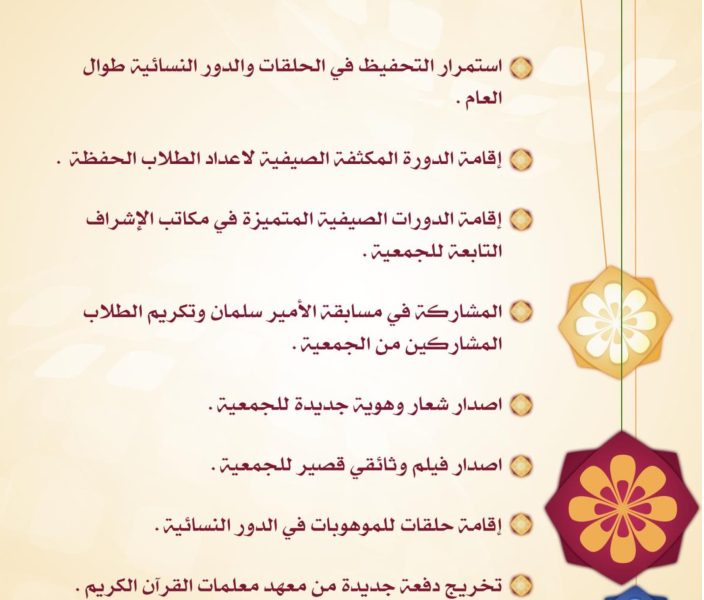 استمرار التحفيظ في الحلقات والدور النسائية طوال
العام .
إقامة الدورة المكثفة الصيفية لاعداد الطلاب الحفظة .
إقامة الدورات الصيفية المتميزة في مكاتب الإشراف
التابعة للجمعية .
المشاركة في مسابقة الأمير سلمان وتكريم الطلاب
المشاركين من الجمعية .
اصدار شعار وهوية جديدة للجمعية .
اصدار فيلم وثائقي قصير للجمعية .
إقامة حلقات للموهوبات في الدور النسائية .
تخريج دفعة جديدة من معهد معلمات القرآن الكريم .